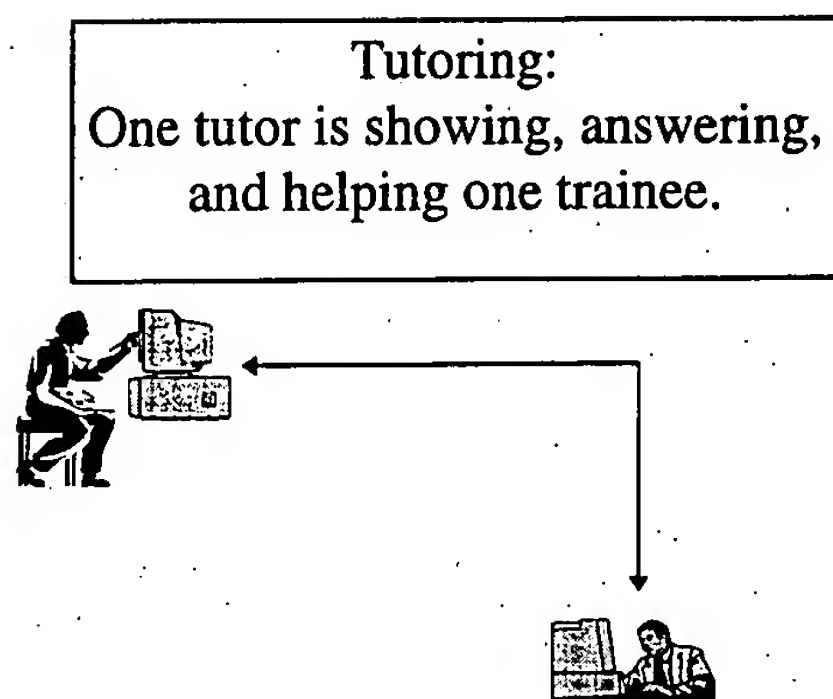 Tutoring:
One tutor is showing, answering,
and helping one trainee.